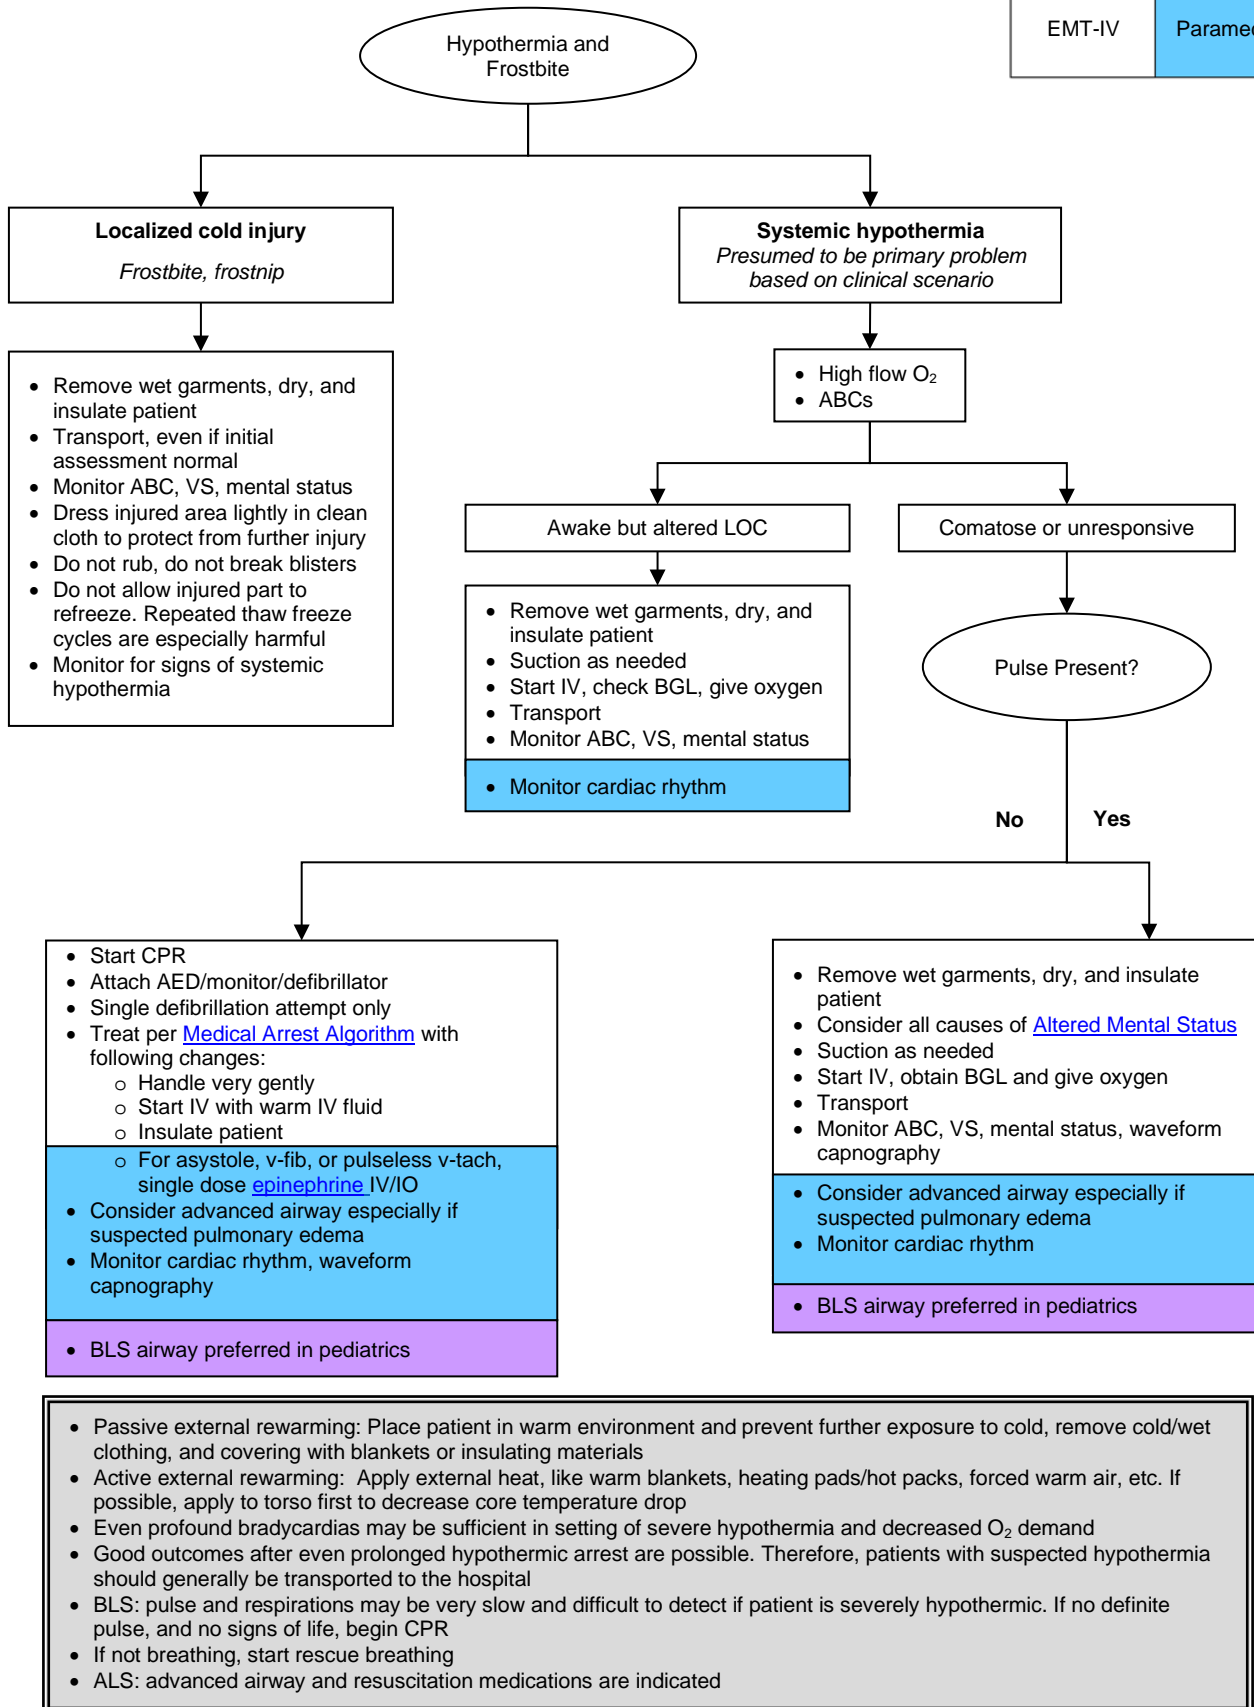 Hypothermia and
Frostbite
EMT-IV
Localized cold injury
Frostbite, frostnip
Systemic hypothermia
Presumed to be primary problem
based on clinical scenario
• Remove wet garments, dry, and
insulate patient
• Transport, even if initial
assessment normal
• Monitor ABC, VS, mental status
• Dress injured area lightly in clean
cloth to protect from further injury
• Do not rub, do not break blisters
• Do not allow injured part to
refreeze. Repeated thaw freeze
cycles are especially harmful
• Monitor for signs of systemic
hypothermia
• High flow O₂
• ABCs
Awake but altered LOC
Comatose or unresponsive
• Remove wet garments, dry, and
insulate patient
• Suction as needed
• Start IV, check BGL, give oxygen
• Transport
• Monitor ABC, VS, mental status
• Monitor cardiac rhythm
Pulse Present?
No
Yes
• Start CPR
• Attach AED/monitor/defibrillator
• Single defibrillation attempt only
• Treat per Medical Arrest Algorithm with
following changes:
o Handle very gently
o Start IV with warm IV fluid
o Insulate patient
o For asystole, v-fib, or pulseless v-tach,
single dose epinephrine IV/IO
• Consider advanced airway especially if
suspected pulmonary edema
• Monitor cardiac rhythm, waveform
capnography
• BLS airway preferred in pediatrics
• Remove wet garments, dry, and insulate
patient
• Consider all causes of Altered Mental Status
• Suction as needed
• Start IV, obtain BGL and give oxygen
• Transport
• Monitor ABC, VS, mental status, waveform
capnography
• Consider advanced airway especially if
suspected pulmonary edema
• Monitor cardiac rhythm
• BLS airway preferred in pediatrics
• Passive external rewarming: Place patient in warm environment and prevent further exposure to cold, remove cold/wet
clothing, and covering with blankets or insulating materials
• Active external rewarming: Apply external heat, like warm blankets, heating pads/hot packs, forced warm air, etc. If
possible, apply to torso first to decrease core temperature drop
• Even profound bradycardias may be sufficient in setting of severe hypothermia and decreased O₂ demand
• Good outcomes after even prolonged hypothermic arrest are possible. Therefore, patients with suspected hypothermia
should generally be transported to the hospital
• BLS: pulse and respirations may be very slow and difficult to detect if patient is severely hypothermic. If no definite
pulse, and no signs of life, begin CPR
• If not breathing, start rescue breathing
• ALS: advanced airway and resuscitation medications are indicated